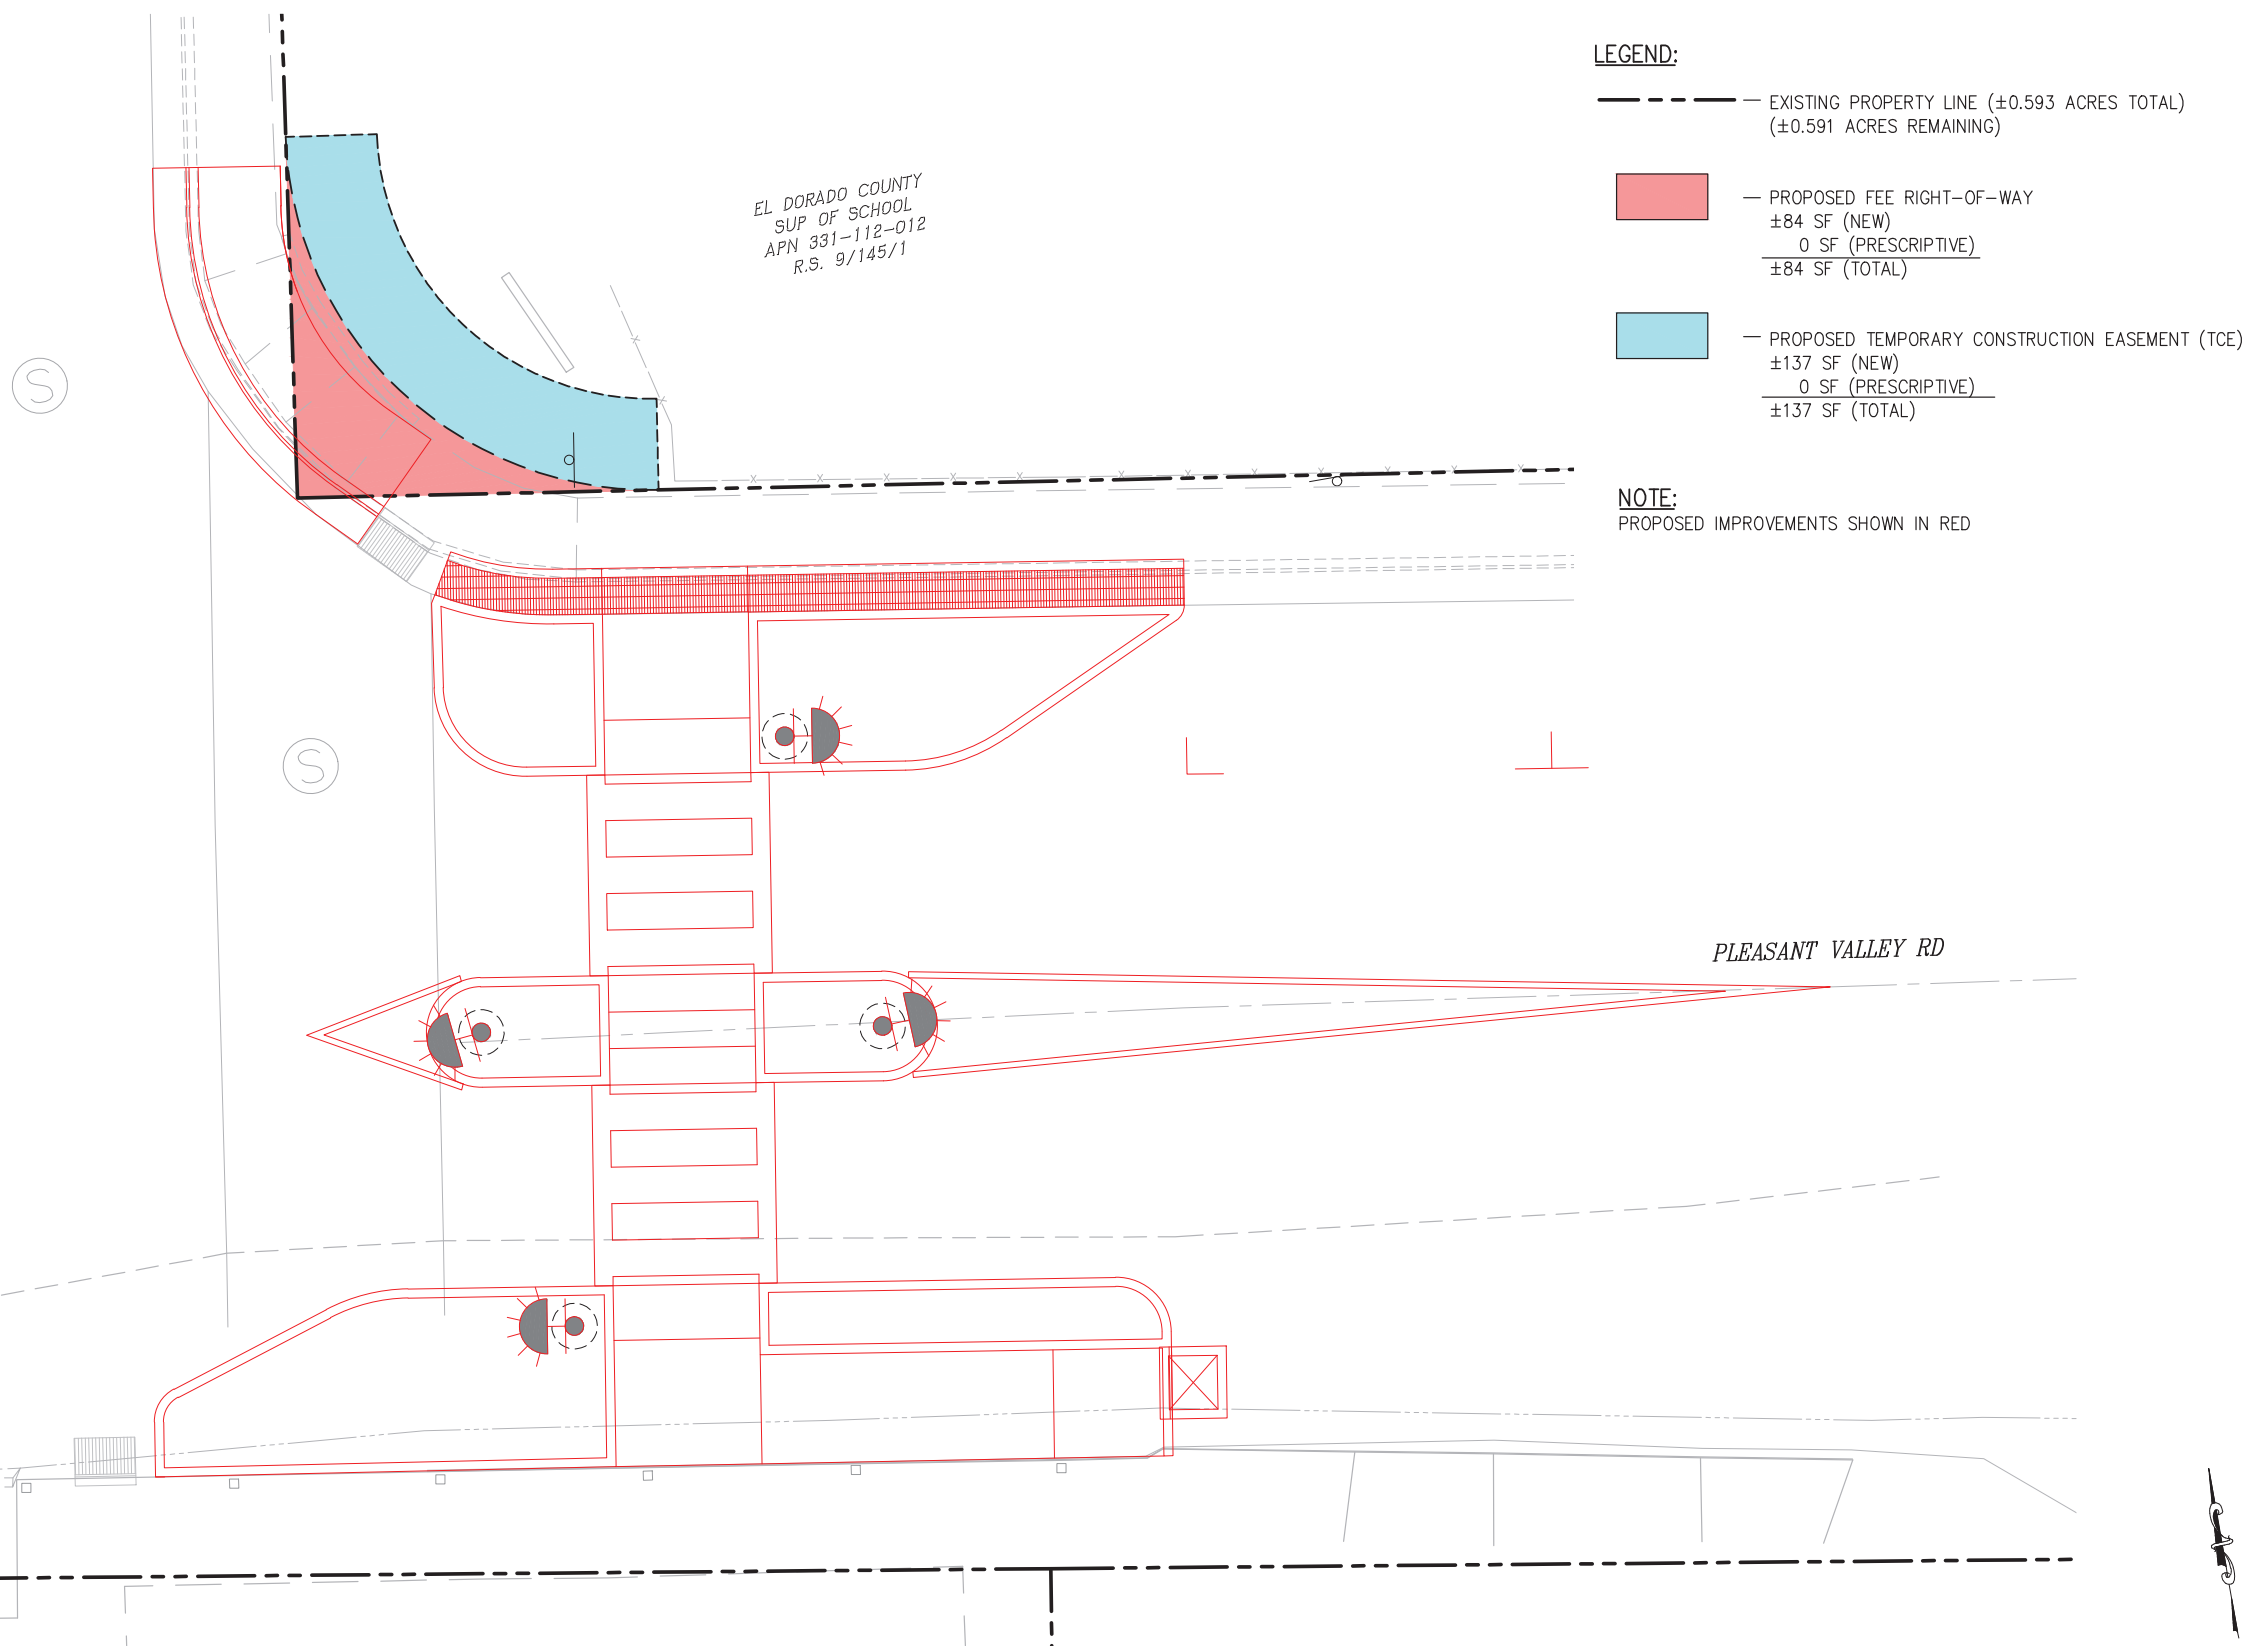 LEGEND:
EXISTING PROPERTY LINE (±0.593 ACRES TOTAL)
(±0.591 ACRES REMAINING)
PROPOSED FEE RIGHT-OF-WAY
±84 SF (NEW)
0 SF (PRESCRIPTIVE)
±84 SF (TOTAL)
PROPOSED TEMPORARY CONSTRUCTION EASEMENT (TCE)
±137 SF (NEW)
0 SF (PRESCRIPTIVE)
±137 SF (TOTAL)
EL DORADO COUNTY
SUP OF SCHOOL
APN 331-112-012
R.S. 9/145/1
NOTE:
PROPOSED IMPROVEMENTS SHOWN IN RED
S
S
PLEASANT VALLEY RD